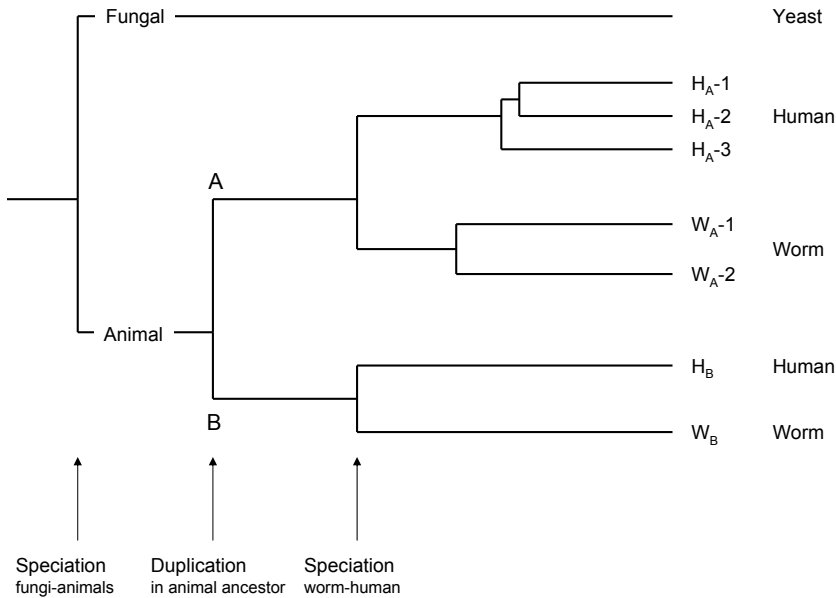 Fungal Yeast
H_A-1
H_A-2 Human
H_A-3
A
W_A-1
Worm
W_A-2
Animal
H_B Human
B
W_B Worm
Speciation Duplication Speciation
fungi-animals in animal ancestor worm-human